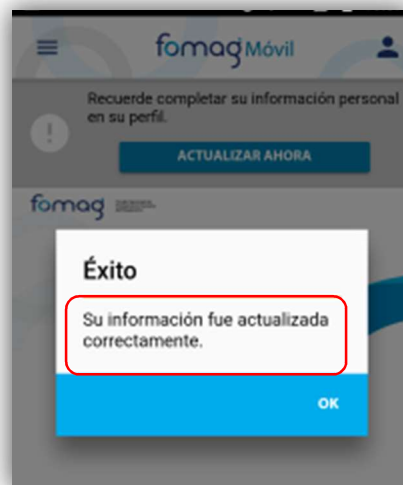 fomag Móvil
Recuerde completar su información personal
en su perfil.
ACTUALIZAR AHORA
fomag
Éxito
Su información fue actualizada
correctamente.
OK